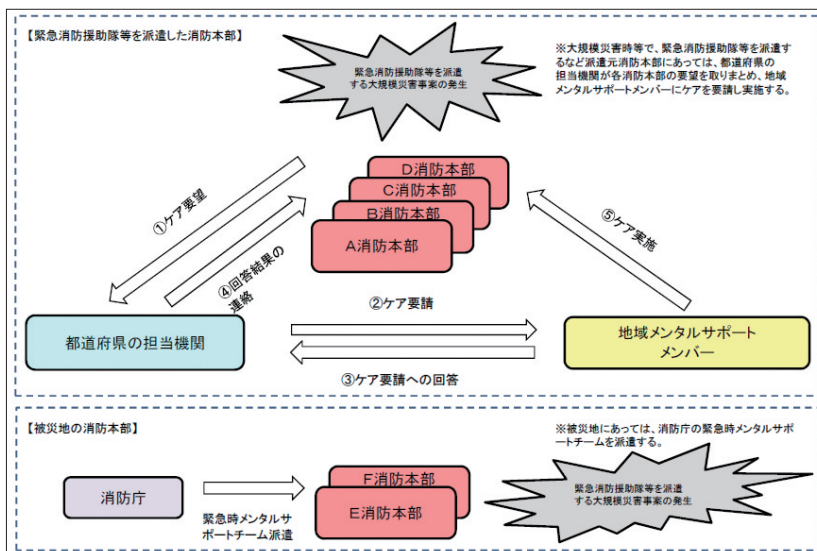 【緊急消防援助隊等を派遣した消防本部】
緊急消防援助隊等を派遣
する大規模災害事案の発生
※大規模災害時等で、緊急消防援助隊等を派遣す
るなど派遣元消防本部にあっては、都道府県の
担当機関が各消防本部の要望を取りまとめ、地域
メンタルサポートメンバーにケアを要請し実施する。
D消防本部
C消防本部
B消防本部
A消防本部
①ケア要望
④回答結果の
連絡
⑤ケア実施
②ケア要請
都道府県の担当機関
地域メンタルサポート
メンバー
③ケア要請への回答
【被災地の消防本部】
※被災地にあっては、消防庁の緊急時メンタルサポ
ートチームを派遣する。
消防庁
緊急時メンタルサ
ポートチーム派遣
F消防本部
E消防本部
緊急消防援助隊等を派遣
する大規模災害事案の発生